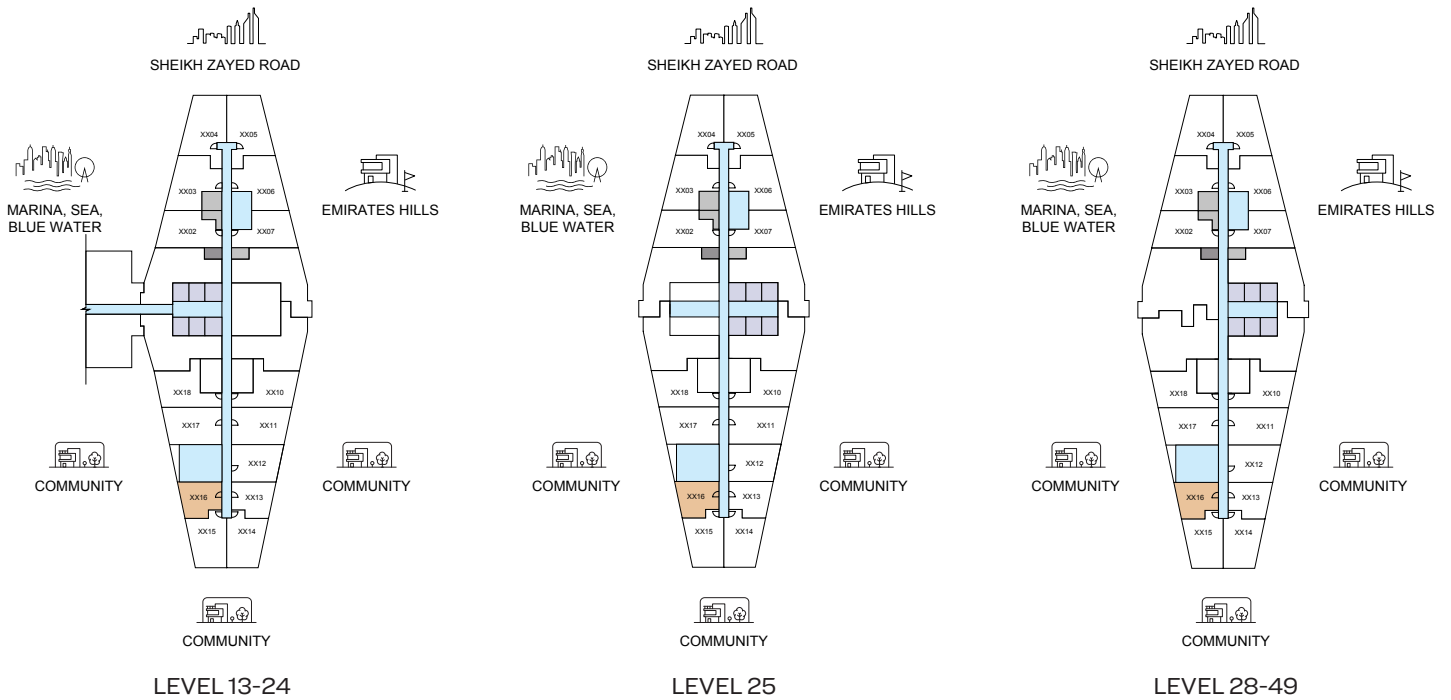 SHEIKH ZAYED ROAD
XX04
XX05
XX03
XX06
MARINA, SEA,
BLUE WATER
EMIRATES HILLS
XX02
XX07
XX18
XX10
XX17
XX11
XX12
COMMUNITY
COMMUNITY
XX16
XX13
XX15
XX14
COMMUNITY
LEVEL 13-24
SHEIKH ZAYED ROAD
XX04
XX05
XX03
XX06
MARINA, SEA,
BLUE WATER
EMIRATES HILLS
XX02
XX07
XX18
XX10
XX17
XX11
XX12
COMMUNITY
COMMUNITY
XX16
XX13
XX15
XX14
COMMUNITY
LEVEL 25
SHEIKH ZAYED ROAD
XX04
XX05
XX03
XX06
MARINA, SEA,
BLUE WATER
EMIRATES HILLS
XX02
XX07
XX18
XX10
XX17
XX11
XX12
COMMUNITY
COMMUNITY
XX16
XX13
XX15
XX14
COMMUNITY
LEVEL 28-49